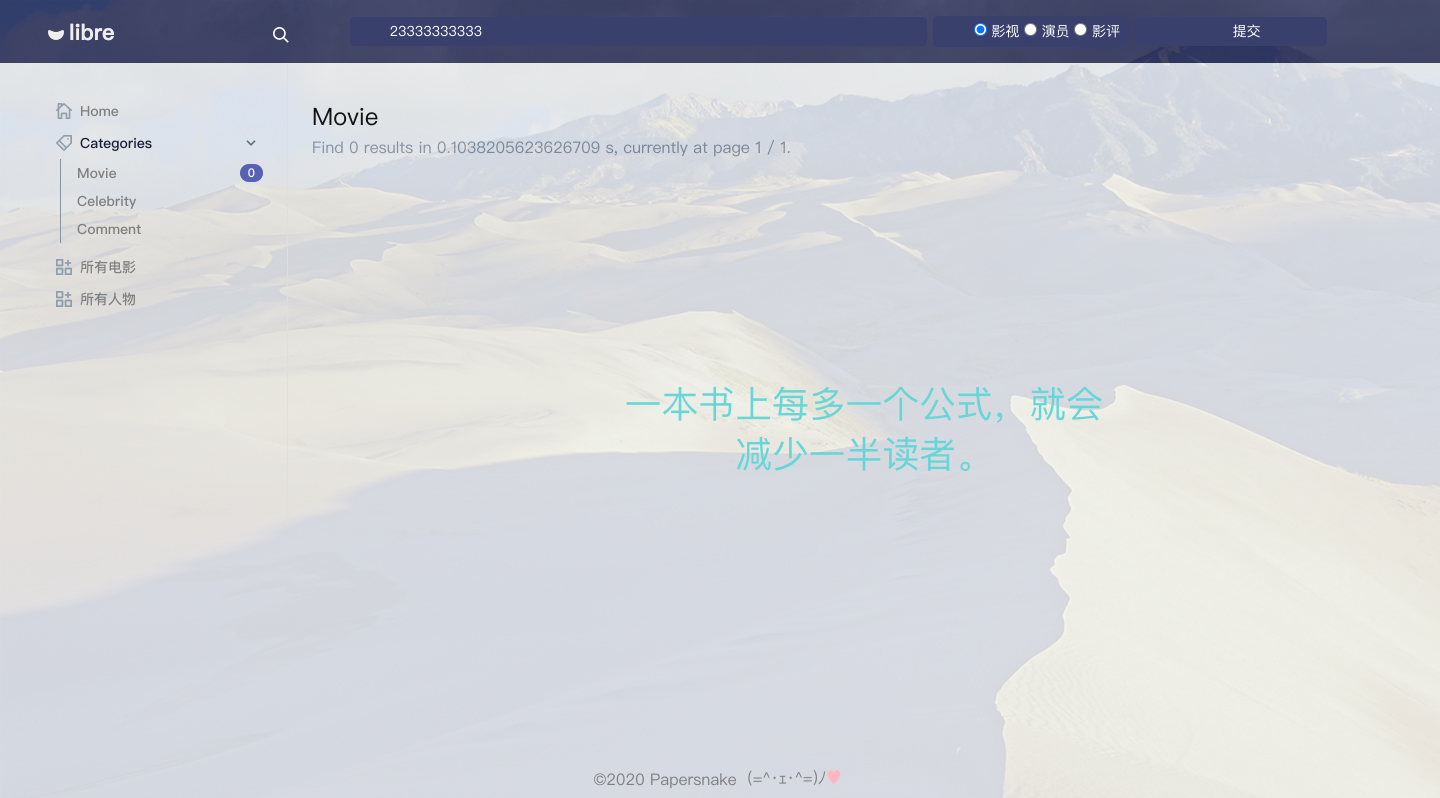 libre
23333333333
影视 演员 影评
提交
Home
Categories
Movie 0
Celebrity
Comment
所有电影
所有人物
Movie
Find 0 results in 0.1038205623626709 s, currently at page 1 / 1.
一本书上每多一个公式，就会
减少一半读者。
©2020 Papersnake (=^･ｪ･^=)ﾉ♥